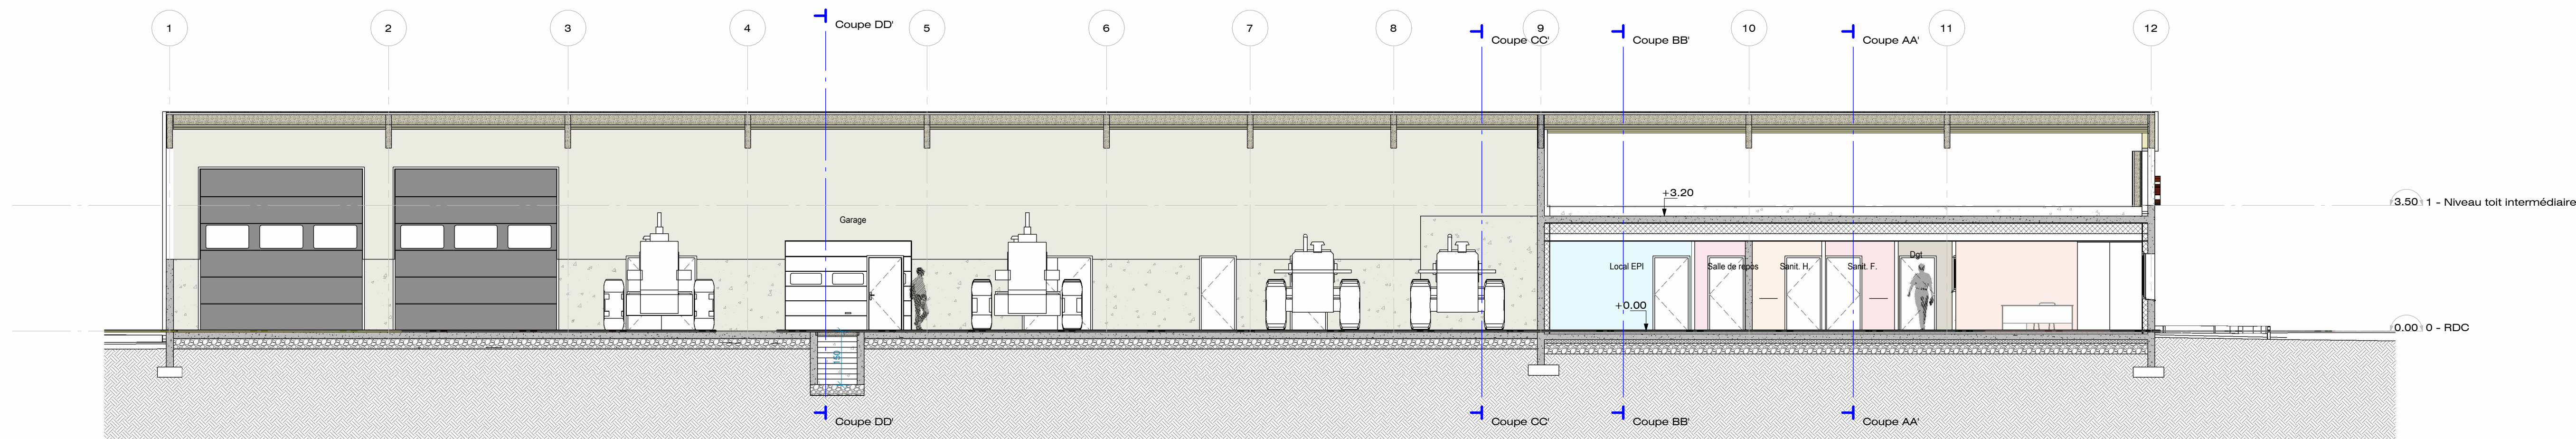 1
2
3
4
Coupe DD'
5
6
7
8
Coupe CC'
9
Coupe BB'
10
Coupe AA'
11
12
+3.20
3.50 1 - Niveau toit intermédiaire
Garage
Dgt
Local EPI
Salle de repos
Sanit. H.
Sanit. F.
+0.00
0.00 0 - RDC
150
Coupe DD'
Coupe CC'
Coupe BB'
Coupe AA'